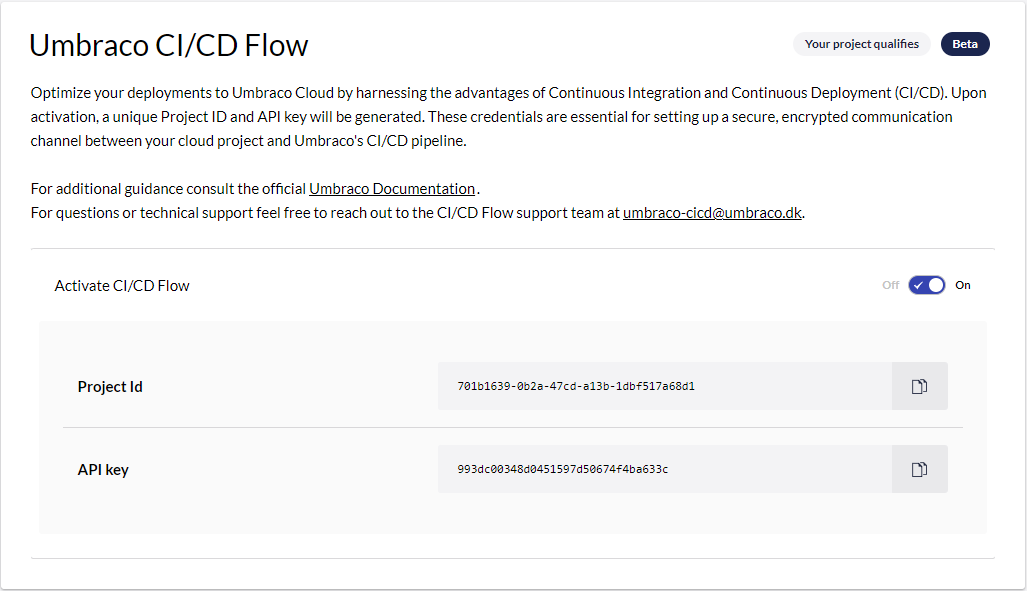 Umbraco CI/CD Flow
Your project qualifies
Beta
Optimize your deployments to Umbraco Cloud by harnessing the advantages of Continuous Integration and Continuous Deployment (CI/CD). Upon
activation, a unique Project ID and API key will be generated. These credentials are essential for setting up a secure, encrypted communication
channel between your cloud project and Umbraco's CI/CD pipeline.
For additional guidance consult the official Umbraco Documentation.
For questions or technical support feel free to reach out to the CI/CD Flow support team at umbraco-cicd@umbraco.dk.
Activate CI/CD Flow
Off
On
Project Id
701b1639-0b2a-47cd-a13b-1dbf517a68d1
API key
993dc00348d0451597d50674f4ba633c